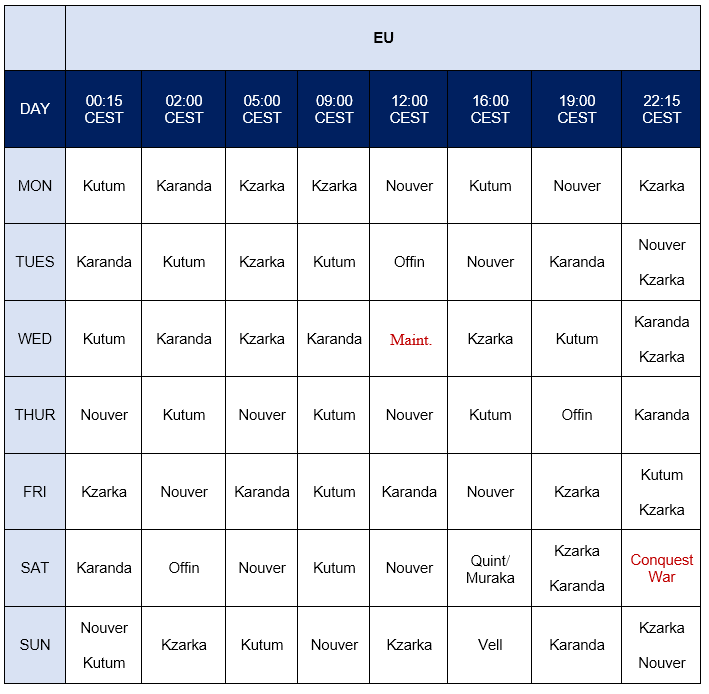 EU
DAY
00:15
CEST
02:00
CEST
05:00
CEST
09:00
CEST
12:00
CEST
16:00
CEST
19:00
CEST
22:15
CEST
MON
Kutum
Karanda
Kzarka
Kzarka
Nouver
Kutum
Nouver
Kzarka
TUES
Karanda
Kutum
Kzarka
Kutum
Offin
Nouver
Karanda
Nouver
Kzarka
WED
Kutum
Karanda
Kzarka
Karanda
Maint.
Kzarka
Kutum
Karanda
Kzarka
THUR
Nouver
Kutum
Nouver
Kutum
Nouver
Kutum
Offin
Karanda
FRI
Kzarka
Nouver
Karanda
Kutum
Karanda
Nouver
Kzarka
Kutum
Kzarka
SAT
Karanda
Offin
Nouver
Kutum
Nouver
Quint/
Muraka
Kzarka
Karanda
Conquest
War
SUN
Nouver
Kutum
Kzarka
Kutum
Nouver
Kzarka
Vell
Karanda
Kzarka
Nouver